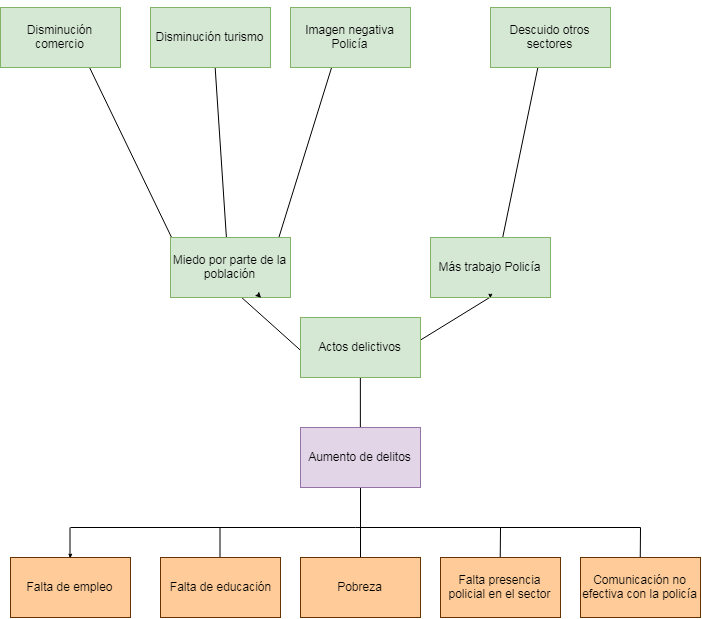 Disminución
comercio
Disminución turismo
Imagen negativa
Policía
Descuido otros
sectores
Miedo por parte de la
población
Más trabajo Policía
Actos delictivos
Aumento de delitos
Falta de empleo
Falta de educación
Pobreza
Falta presencia
policial en el sector
Comunicación no
efectiva con la policía